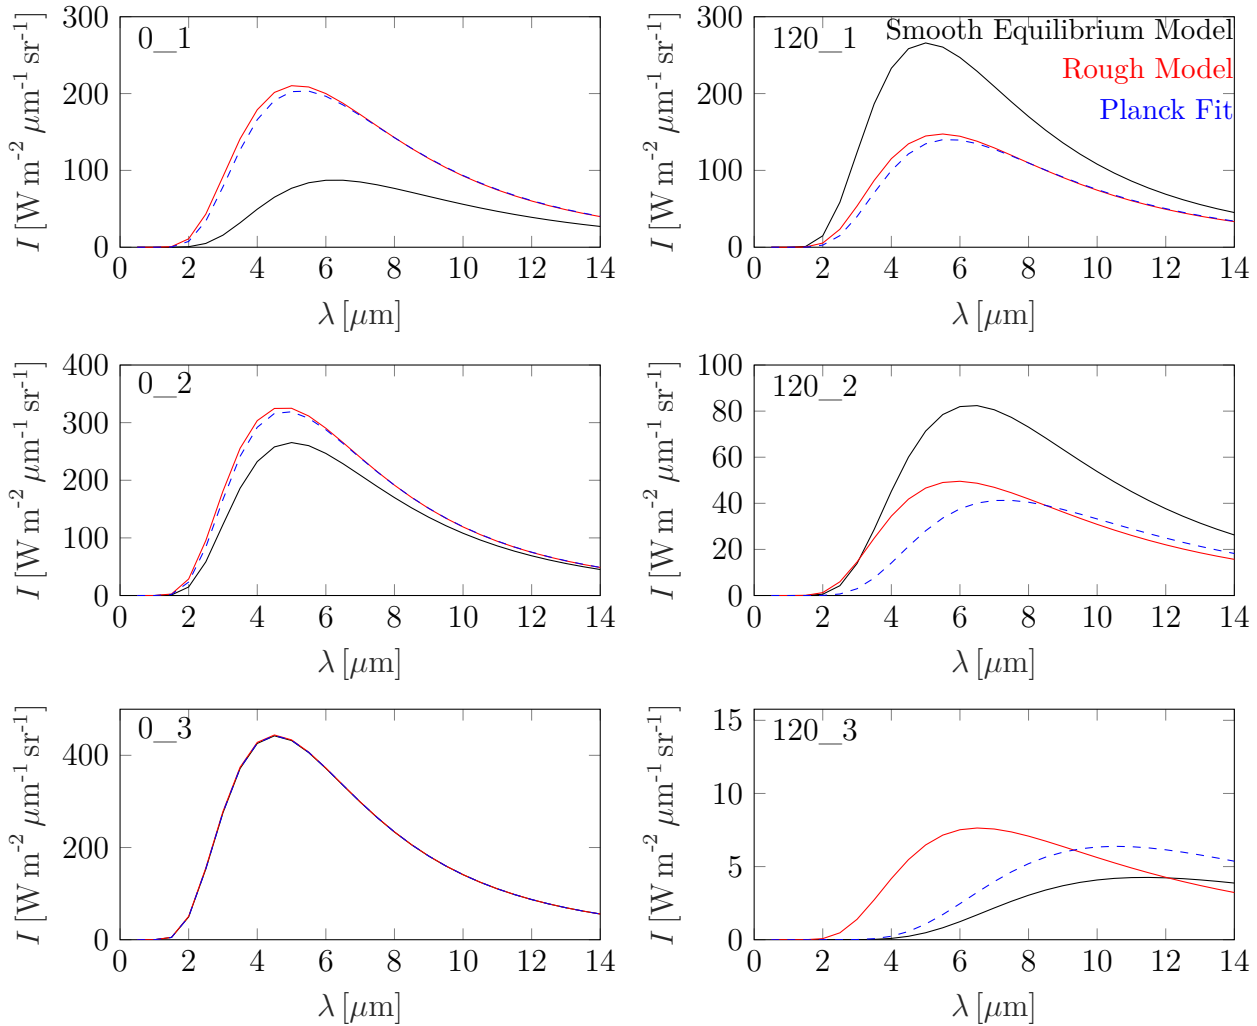 300
200
100
0
0 2 4 6 8 10 12 14
I [W m-2 μm-1 sr-1]
λ [μm]
0_1
300
200
100
0
0 2 4 6 8 10 12 14
I [W m-2 μm-1 sr-1]
λ [μm]
120_1
Smooth Equilibrium Model
Rough Model
Planck Fit
400
300
200
100
0
0 2 4 6 8 10 12 14
I [W m-2 μm-1 sr-1]
λ [μm]
0_2
100
80
60
40
20
0
0 2 4 6 8 10 12 14
I [W m-2 μm-1 sr-1]
λ [μm]
120_2
400
200
0
0 2 4 6 8 10 12 14
I [W m-2 μm-1 sr-1]
λ [μm]
0_3
15
10
5
0
0 2 4 6 8 10 12 14
I [W m-2 μm-1 sr-1]
λ [μm]
120_3